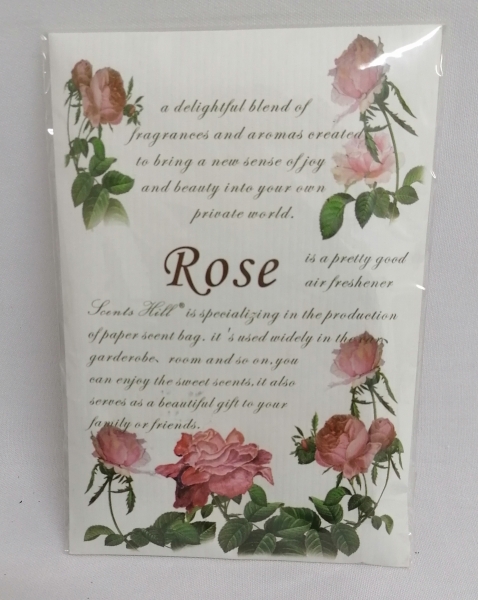 a delightful blend of
fragrances and aromas created
to bring a new sense of joy
and beauty into your own
private world.
Rose
is a pretty good
air freshener
Scents Hill® is specializing in the production
of paper scent bag. it's used widely in the
garderobe、 room and so on, you
can enjoy the sweet scents, it also
serves as a beautiful gift to your
family or friends.